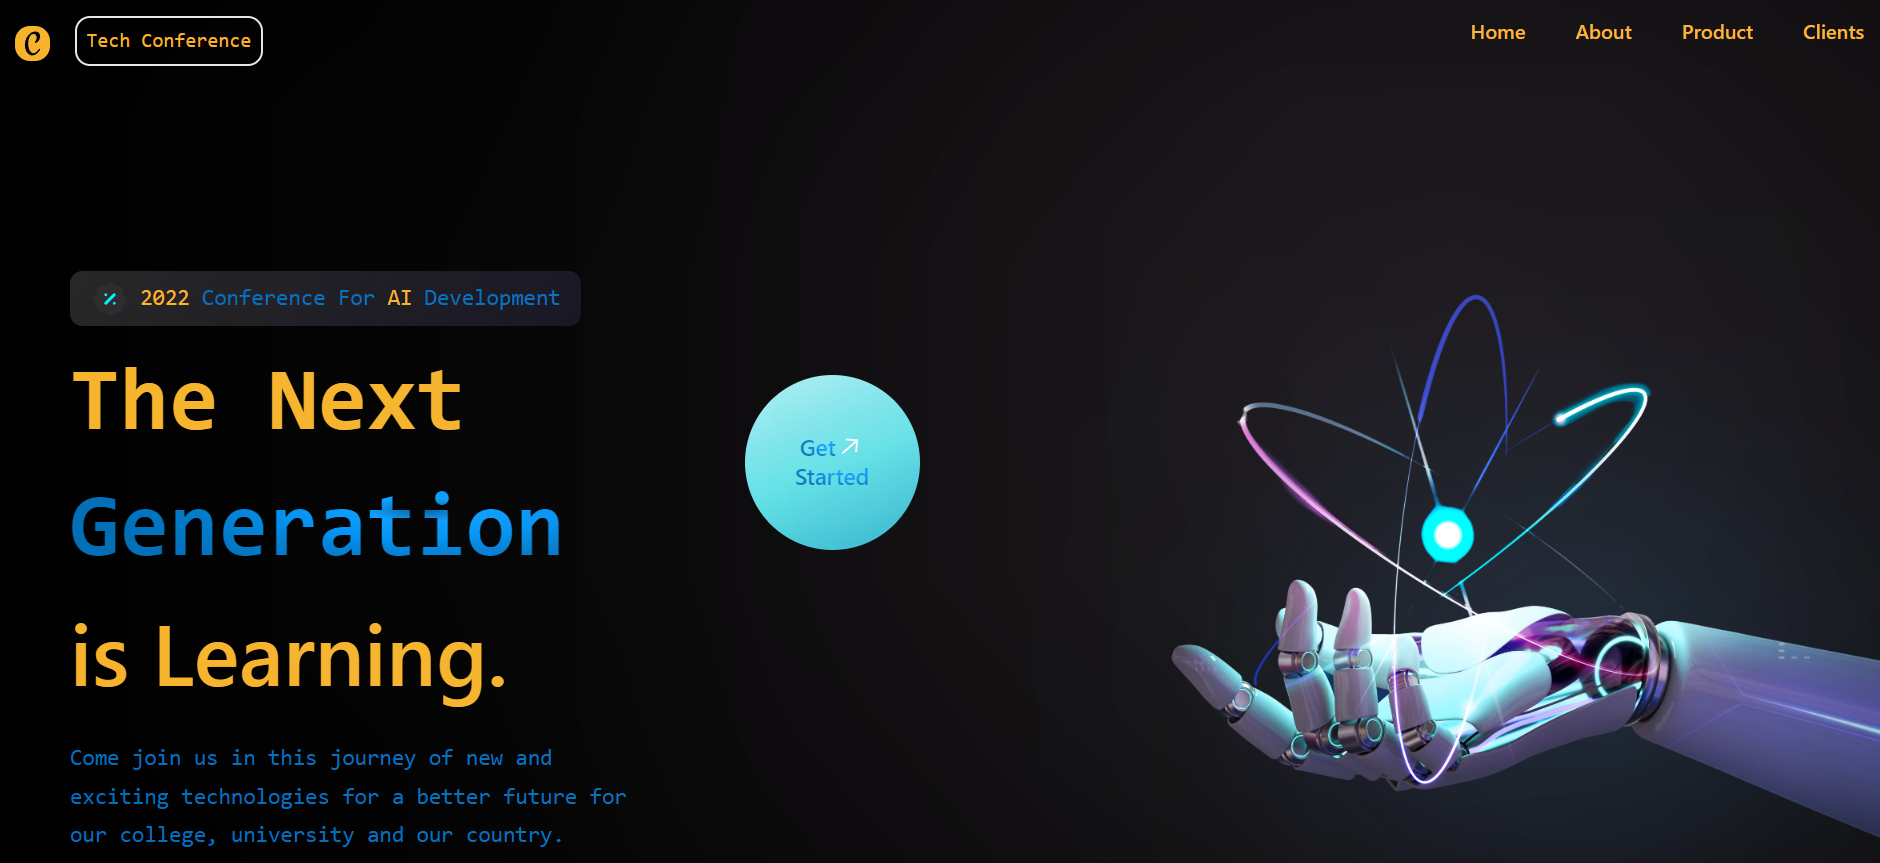 C
Tech Conference
Home About Product Clients
2022 Conference For AI Development
The Next
Generation
is Learning.
Get
Started
Come join us in this journey of new and
exciting technologies for a better future for
our college, university and our country.